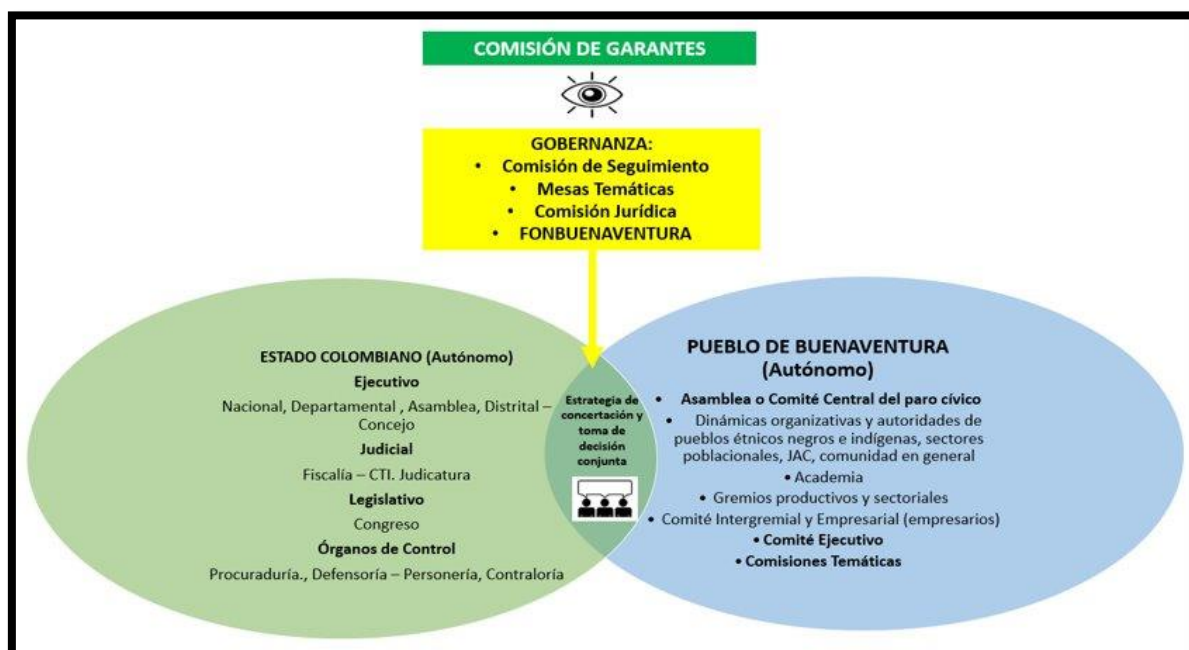 COMISIÓN DE GARANTES
GOBERNANZA:
• Comisión de Seguimiento
• Mesas Temáticas
• Comisión Jurídica
• FONBUENAVENTURA
ESTADO COLOMBIANO (Autónomo)
Ejecutivo
Nacional, Departamental , Asamblea, Distrital –
Concejo
Judicial
Fiscalía – CTI. Judicatura
Legislativo
Congreso
Órganos de Control
Procuraduría., Defensoría – Personería, Contraloría
Estrategia de
concertación y
toma de
decisión
conjunta
PUEBLO DE BUENAVENTURA
(Autónomo)
• Asamblea o Comité Central del paro cívico
• Dinámicas organizativas y autoridades de
pueblos étnicos negros e indígenas, sectores
poblacionales, JAC, comunidad en general
• Academia
• Gremios productivos y sectoriales
• Comité Intergremial y Empresarial (empresarios)
• Comité Ejecutivo
• Comisiones Temáticas